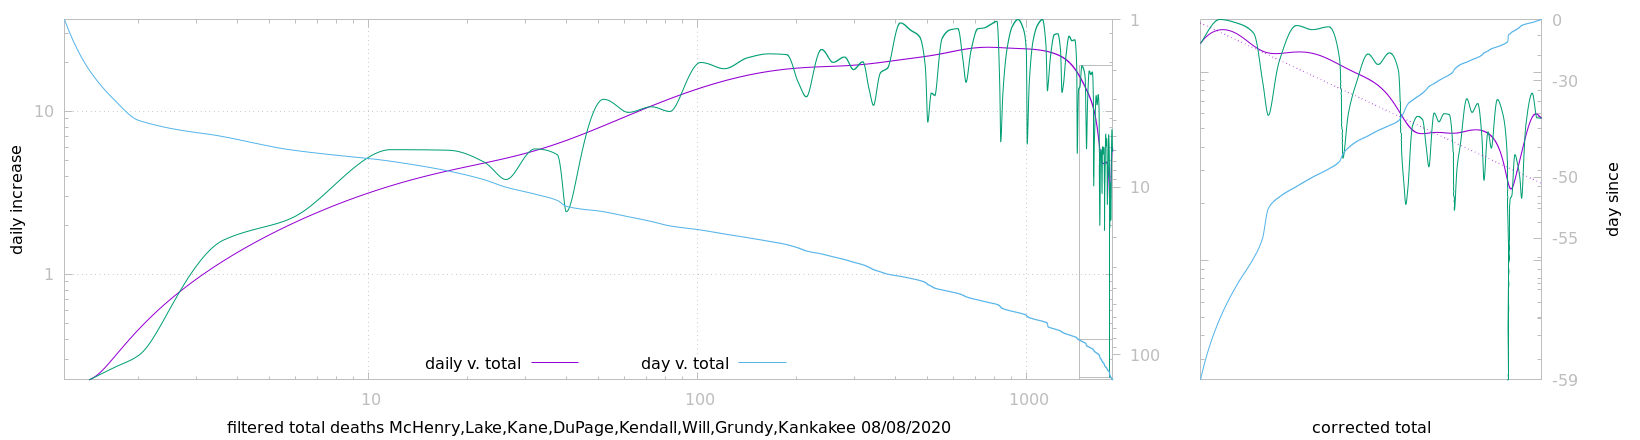 daily increase
10
1
daily v. total
day v. total
10
100
1000
1
10
100
filtered total deaths McHenry,Lake,Kane,DuPage,Kendall,Will,Grundy,Kankakee 08/08/2020
0
-30
-50
-55
-59
day since
corrected total